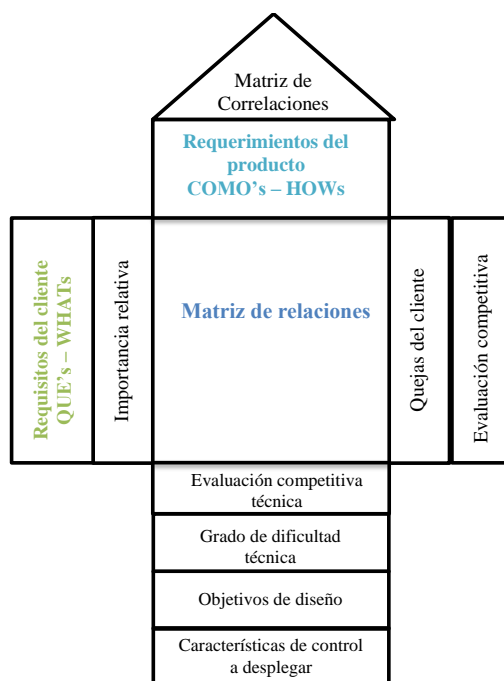 Matriz de
Correlaciones
Requerimientos del
producto
COMO’s – HOWs
Requisitos del cliente
QUE’s – WHATs
Importancia relativa
Matriz de relaciones
Quejas del cliente
Evaluación competitiva
Evaluación competitiva
técnica
Grado de dificultad
técnica
Objetivos de diseño
Características de control
a desplegar